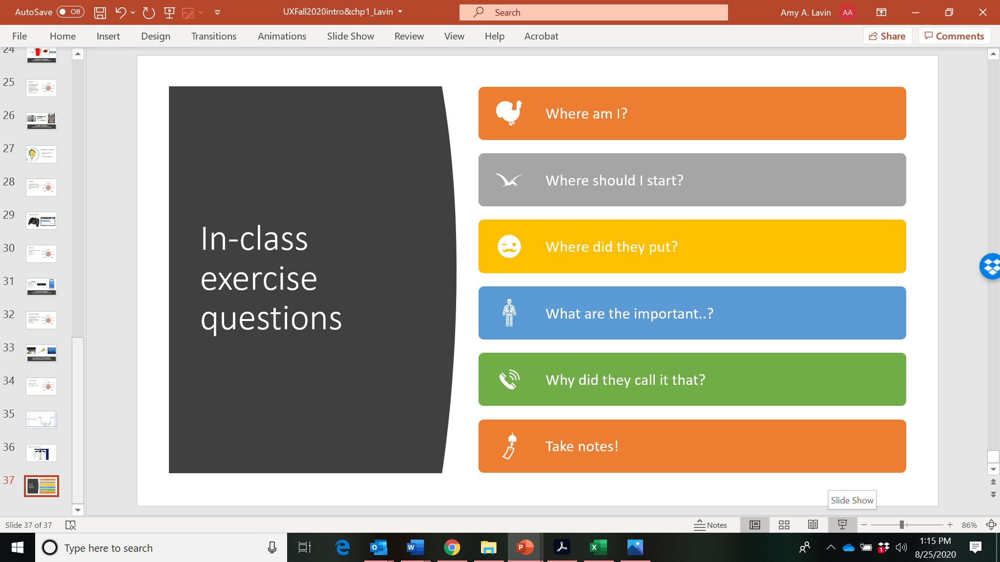 AutoSave Off
UXFall2020intro&chp1_Lavin
Search
Amy A. Lavin AA
File Home Insert Design Transitions Animations Slide Show Review View Help Acrobat
Share Comments
24
25
26
27
28
29
30
31
32
33
34
35
36
37
In-class
exercise
questions
Where am I?
Where should I start?
Where did they put?
What are the important..?
Why did they call it that?
Take notes!
Slide Show
Slide 37 of 37
Notes
86%
Type here to search
1:15 PM
8/25/2020